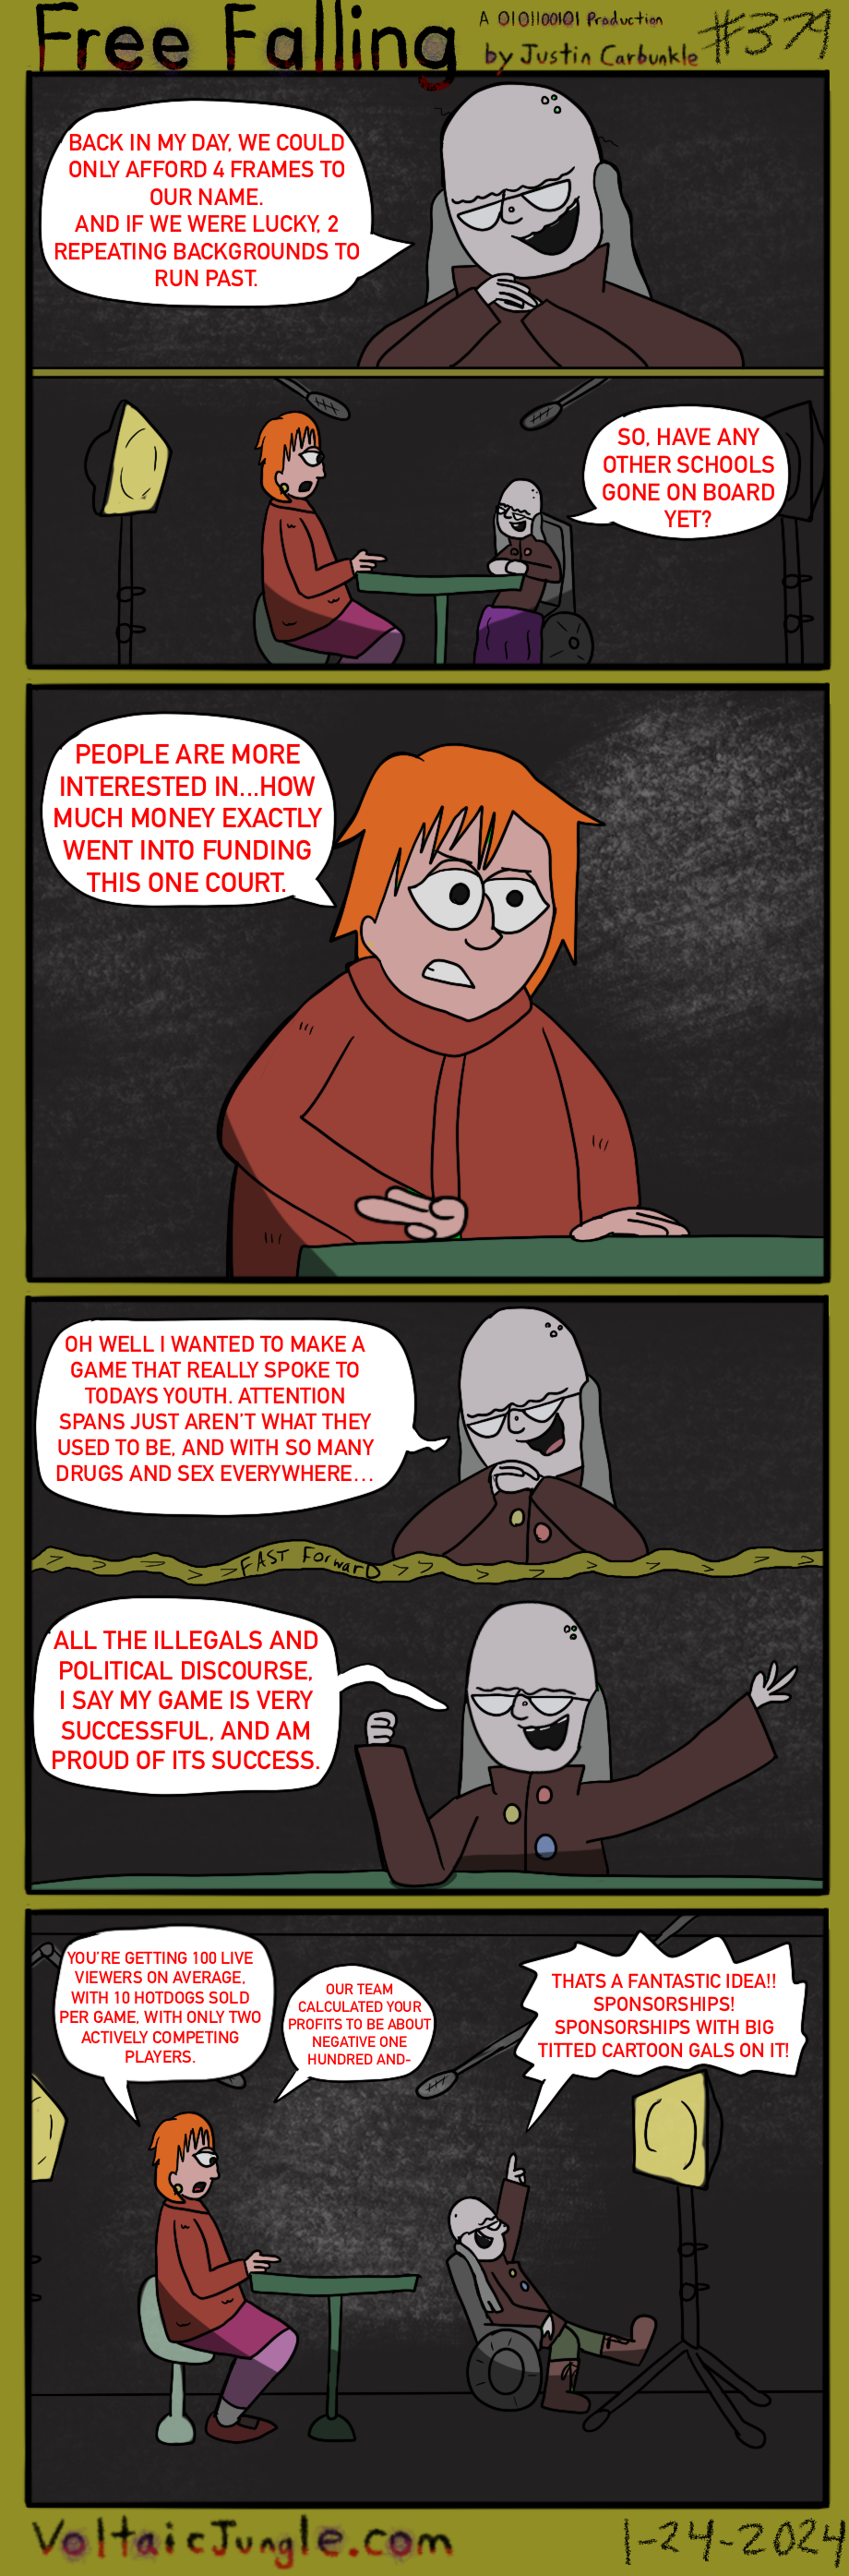 Free Falling
A 0101100101 Production
by Justin Carbunkle
#379
BACK IN MY DAY, WE COULD
ONLY AFFORD 4 FRAMES TO
OUR NAME.
AND IF WE WERE LUCKY, 2
REPEATING BACKGROUNDS TO
RUN PAST.
SO, HAVE ANY
OTHER SCHOOLS
GONE ON BOARD
YET?
PEOPLE ARE MORE
INTERESTED IN...HOW
MUCH MONEY EXACTLY
WENT INTO FUNDING
THIS ONE COURT.
OH WELL I WANTED TO MAKE A
GAME THAT REALLY SPOKE TO
TODAYS YOUTH. ATTENTION
SPANS JUST AREN'T WHAT THEY
USED TO BE, AND WITH SO MANY
DRUGS AND SEX EVERYWHERE...
FAST ForwarD
ALL THE ILLEGALS AND
POLITICAL DISCOURSE,
I SAY MY GAME IS VERY
SUCCESSFUL, AND AM
PROUD OF ITS SUCCESS.
YOU'RE GETTING 100 LIVE
VIEWERS ON AVERAGE,
WITH 10 HOTDOGS SOLD
PER GAME, WITH ONLY TWO
ACTIVELY COMPETING
PLAYERS.
OUR TEAM
CALCULATED YOUR
PROFITS TO BE ABOUT
NEGATIVE ONE
HUNDRED AND-
THATS A FANTASTIC IDEA!!
SPONSORSHIPS!
SPONSORSHIPS WITH BIG
TITTED CARTOON GALS ON IT!
VoltaicJungle.com
1-24-2024